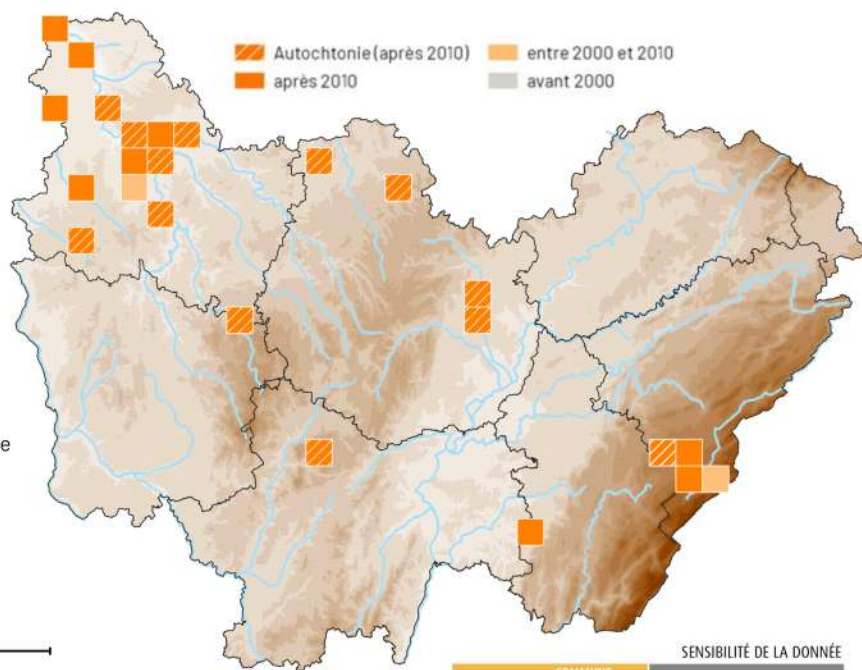 Autochtonie (après 2010) entre 2000 et 2010
après 2010 avant 2000
e
SENSIBILITÉ DE LA DONNÉE